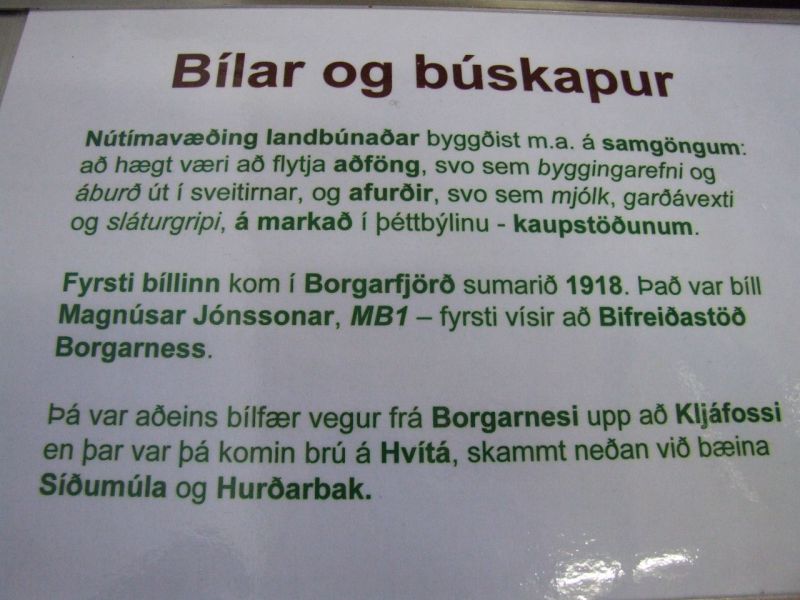 Bílar og búskapur
Nútímavæðing landbúnaðar byggðist m.a. á samgöngum:
að hægt væri að flytja aðföng, svo sem byggingarefni og
áburð út í sveitirnar, og afurðir, svo sem mjólk, garðávexti
og sláturgripi, á markað í þéttbýlinu - kaupstöðunum.
Fyrsti bíllinn kom í Borgarfjörð sumarið 1918. Það var bíll
Magnúsar Jónssonar, MB1 – fyrsti vísir að Bifreiðastöð
Borgarness.
Þá var aðeins bílfær vegur frá Borgarnesi upp að Kljáfossi
en þar var þá komin brú á Hvítá, skammt neðan við bæina
Síðumúla og Hurðarbak.